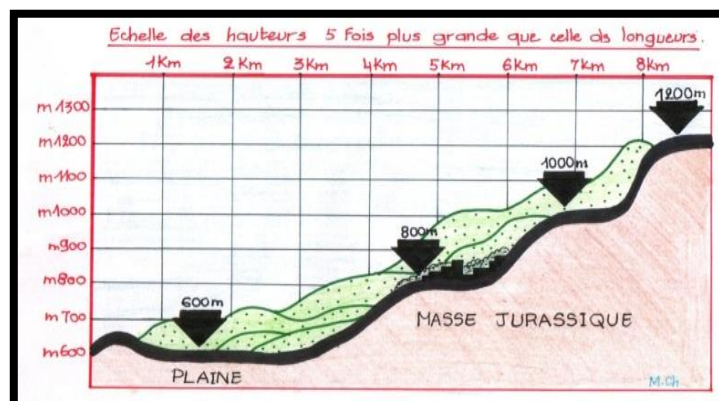 Echelle des hauteurs 5 Fois plus grande que celle ds longueurs.
1Km 2Km 3Km 4Km 5Km 6Km 7Km 8Km
1200m
m1300
m1200
1000m
m1100
m1000
800m
m900
m800
600m
m700
MASSE JURASSIQUE
m600
PLAINE
M.Ch